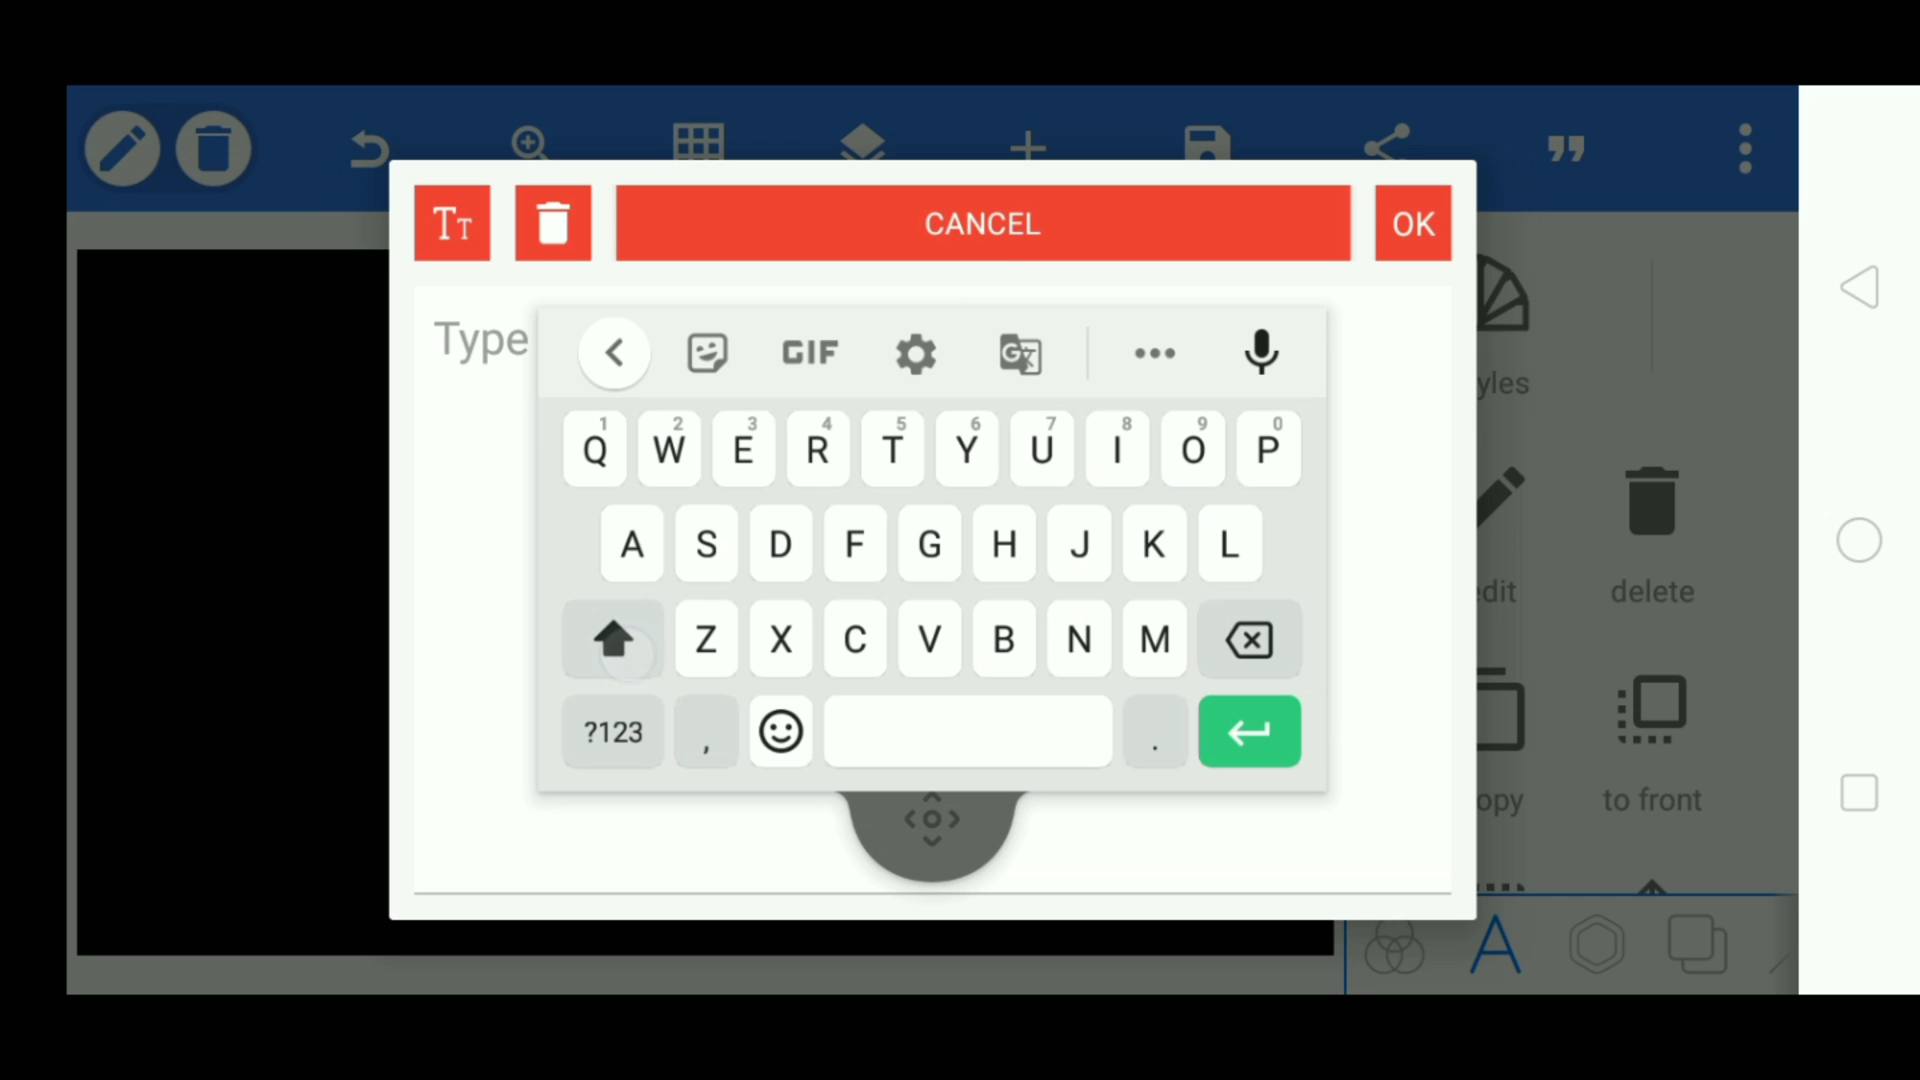 CANCEL
OK
Type
GIF
1 2 3 4 5 6 7 8 9 0
Q W E R T Y U I O P
A S D F G H J K L
Z X C V B N M
?123 , .
yles
edit delete
opy to front